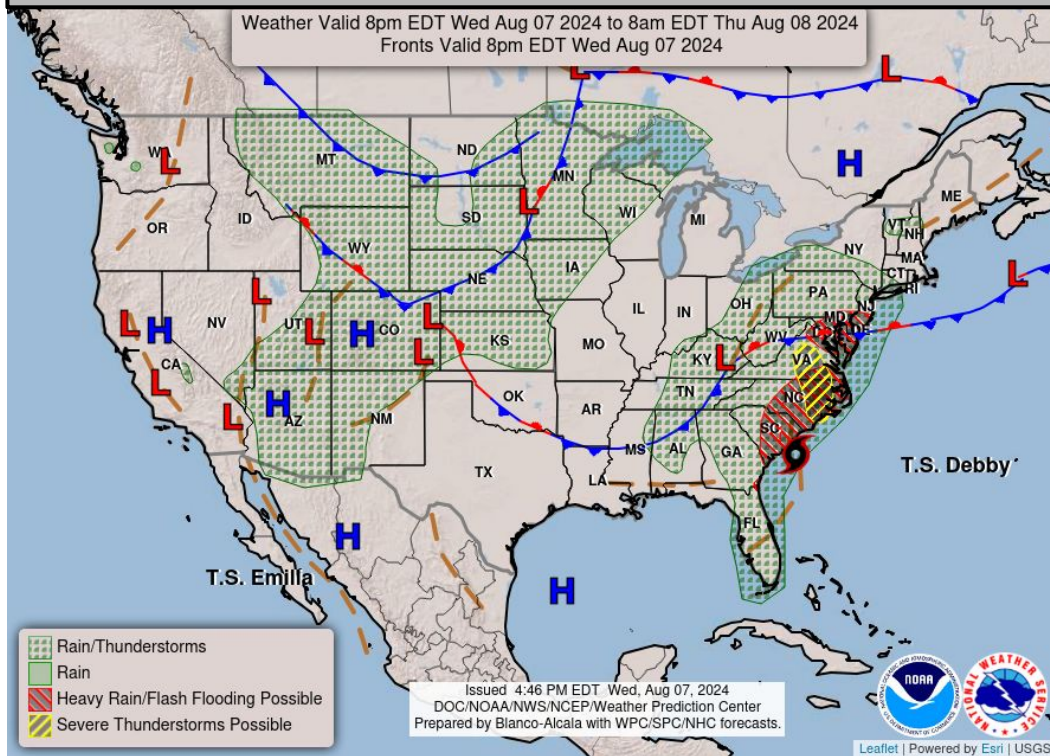 Weather Valid 8pm EDT Wed Aug 07 2024 to 8am EDT Thu Aug 08 2024
Fronts Valid 8pm EDT Wed Aug 07 2024
L
L
H
L
W
MT
ND
MN
ME
OR
ID
SD
L
WI
MI
VT
NH
NY
MA
CT
RI
WY
NE
IA
L
L
H
NV
UT
L
H
CO
L
L
IL
IN
OH
PA
NJ
MD
DE
L
CA
L
KS
MO
KY
L
WV
VA
L
H
AZ
NM
OK
AR
TN
NC
SC
MS
AL
GA
TX
LA
T.S. Debby
FL
H
H
T.S. Emilia
Rain/Thunderstorms
Rain
Heavy Rain/Flash Flooding Possible
Severe Thunderstorms Possible
Issued 4:46 PM EDT Wed, Aug 07, 2024
DOC/NOAA/NWS/NCEP/Weather Prediction Center
Prepared by Blanco-Alcala with WPC/SPC/NHC forecasts.
NOAA
NATIONAL WEATHER SERVICE
Leaflet | Powered by Esri | USGS